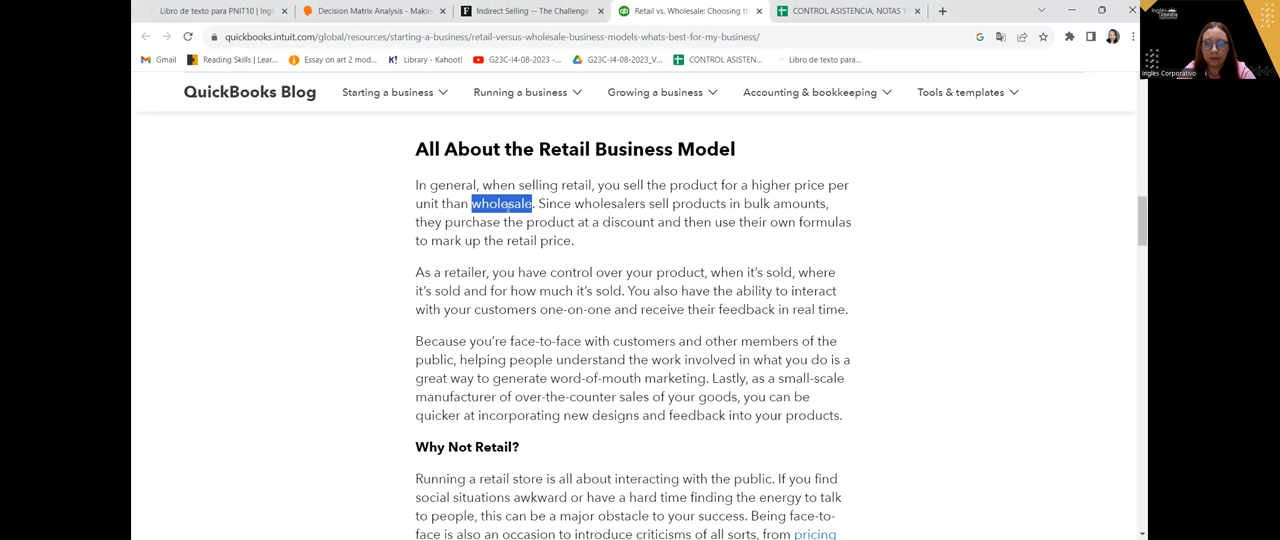 Libro de texto para PNIT10 | Ingl
Decision Matrix Analysis - Makin
Indirect Selling -- The Challenge
Retail vs. Wholesale: Choosing th
CONTROL ASISTENCIA, NOTAS Y
quickbooks.intuit.com/global/resources/starting-a-business/retail-versus-wholesale-business-models-whats-best-for-my-business/
Gmail
Reading Skills | Lear...
Essay on art 2 mod...
Library - Kahoot!
G23C-I4-08-2023 -...
G23C-I4-08-2023_V...
CONTROL ASISTEN...
Libro de texto para...
Inglés Corporativo
QuickBooks Blog
Starting a business
Running a business
Growing a business
Accounting & bookkeeping
Tools & templates
All About the Retail Business Model
In general, when selling retail, you sell the product for a higher price per
unit than wholesale. Since wholesalers sell products in bulk amounts,
they purchase the product at a discount and then use their own formulas
to mark up the retail price.
As a retailer, you have control over your product, when it's sold, where
it's sold and for how much it's sold. You also have the ability to interact
with your customers one-on-one and receive their feedback in real time.
Because you're face-to-face with customers and other members of the
public, helping people understand the work involved in what you do is a
great way to generate word-of-mouth marketing. Lastly, as a small-scale
manufacturer of over-the-counter sales of your goods, you can be
quicker at incorporating new designs and feedback into your products.
Why Not Retail?
Running a retail store is all about interacting with the public. If you find
social situations awkward or have a hard time finding the energy to talk
to people, this can be a major obstacle to your success. Being face-to-
face is also an occasion to introduce criticisms of all sorts, from pricing